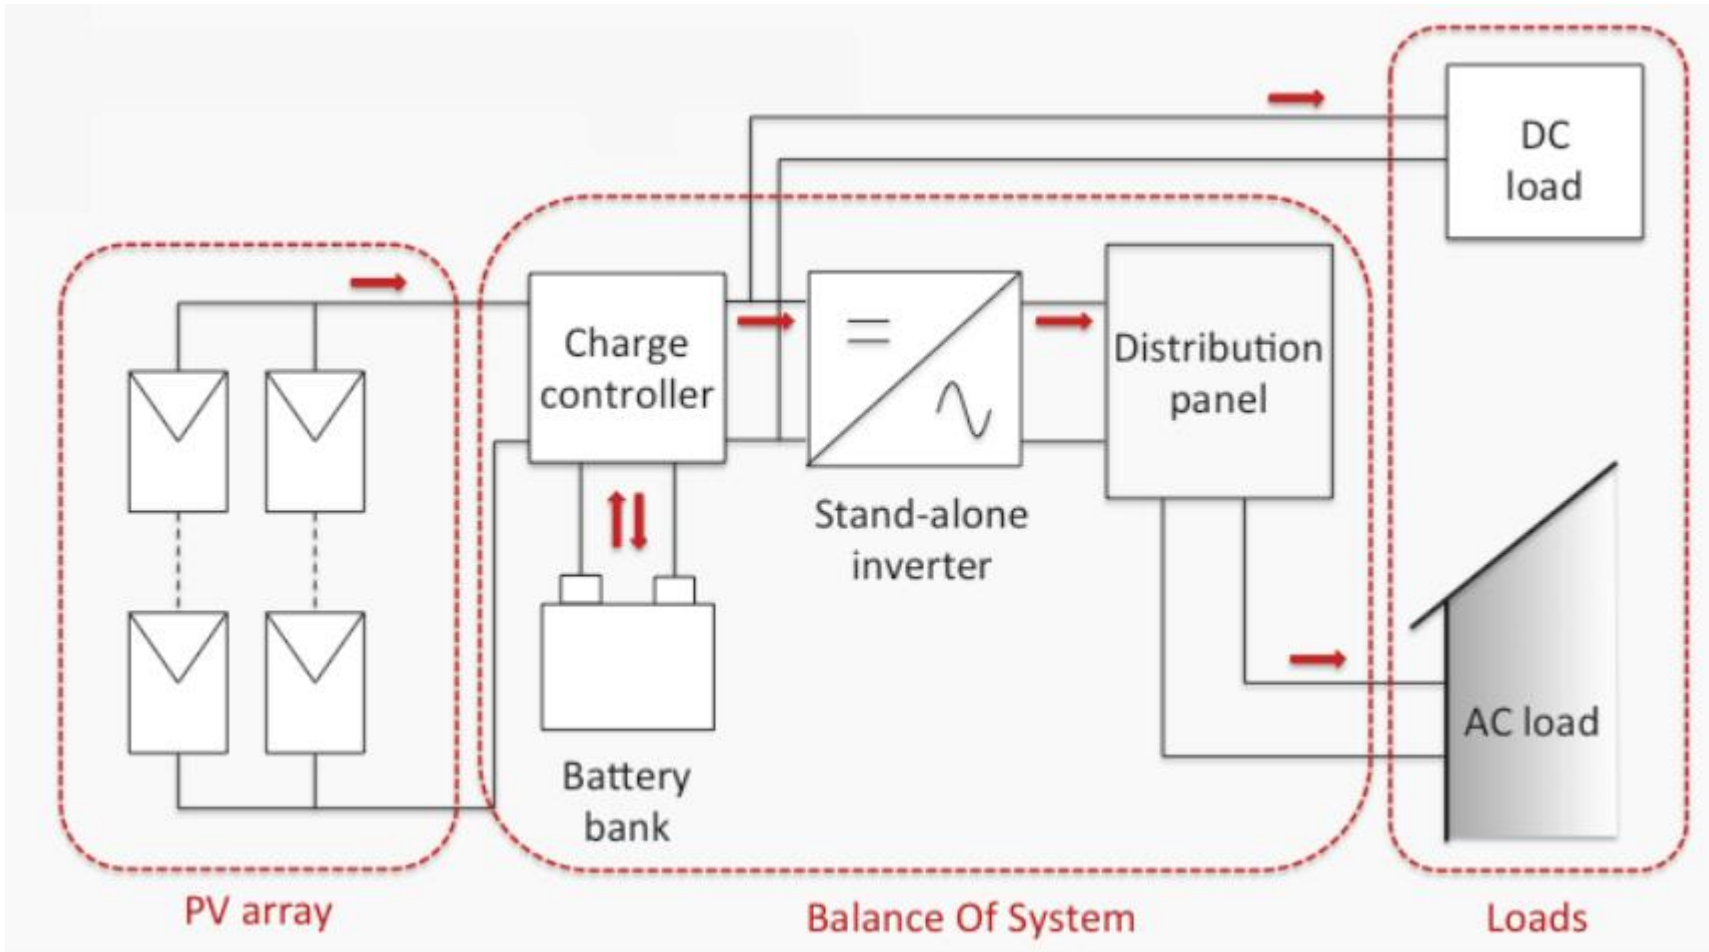 DC
load
Charge
controller
Distribution
panel
Stand-alone
inverter
Battery
bank
AC load
PV array
Balance Of System
Loads